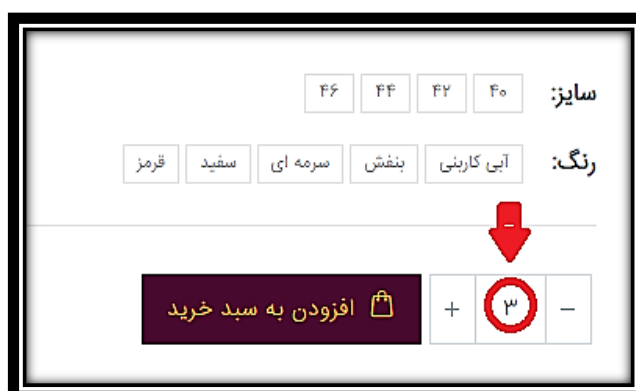 سایز: ۴۰ ۴۲ ۴۴ ۴۶
رنگ: آبی کاربنی بنفش سرمه ای سفید قرمز
− ۳ + افزودن به سبد خرید